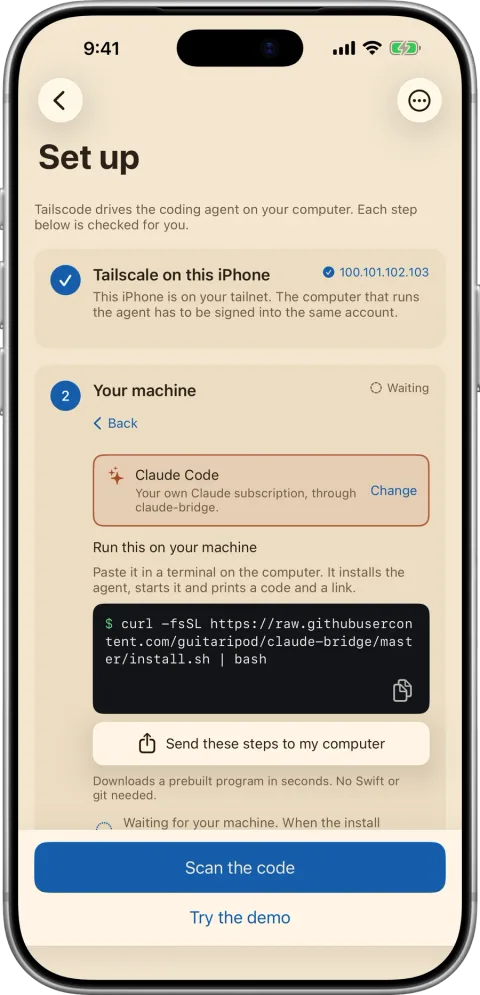 9:41
Set up
Tailscode drives the coding agent on your computer. Each step
below is checked for you.
Tailscale on this iPhone
100.101.102.103
This iPhone is on your tailnet. The computer that runs
the agent has to be signed into the same account.
2
Your machine
Waiting
Back
Claude Code
Your own Claude subscription, through
claude-bridge.
Change
Run this on your machine
Paste it in a terminal on the computer. It installs the
agent, starts it and prints a code and a link.
$ curl -fsSL https://raw.githubusercon
tent.com/guitaripod/claude-bridge/mast
er/install.sh | bash
Send these steps to my computer
Downloads a prebuilt program in seconds. No Swift or
git needed.
Waiting for your machine. When the install
Scan the code
Try the demo